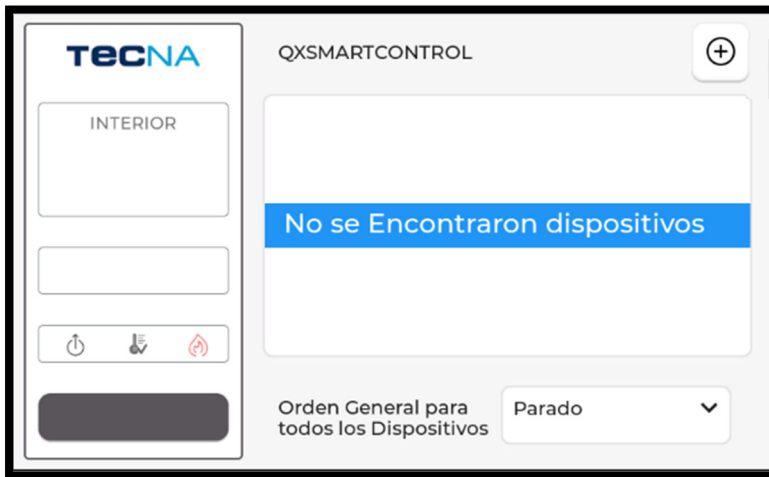 TECNA
QXSMARTCONTROL
INTERIOR
No se Encontraron dispositivos
Orden General para
todos los Dispositivos
Parado